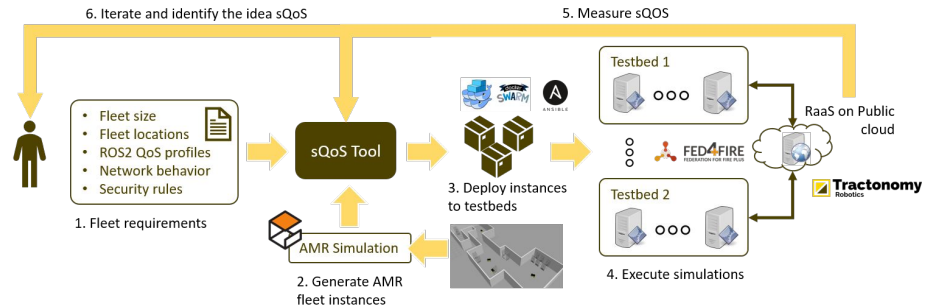 6. Iterate and identify the idea sQoS
5. Measure sQOS
• Fleet size
• Fleet locations
• ROS2 QoS profiles
• Network behavior
• Security rules
1. Fleet requirements
sQoS Tool
AMR Simulation
2. Generate AMR
fleet instances
docker
SWARM
ANSIBLE
3. Deploy instances
to testbeds
Testbed 1
FED4FIRE
FEDERATION FOR FIRE PLUS
Testbed 2
4. Execute simulations
RaaS on Public
cloud
Tractonomy
Robotics